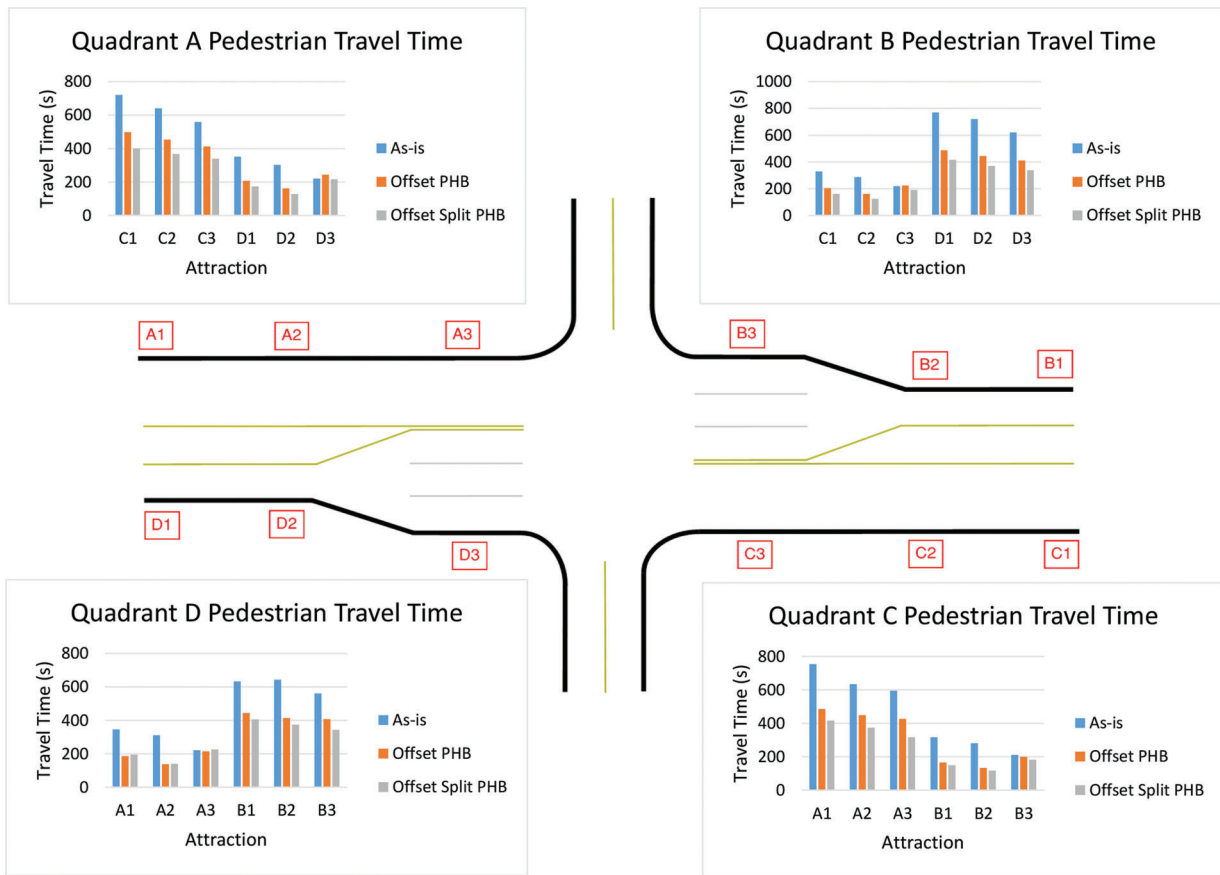 Quadrant A Pedestrian Travel Time
Travel Time (s)
800
600
400
200
0
C1 C2 C3 D1 D2 D3
Attraction
As-is
Offset PHB
Offset Split PHB
Quadrant B Pedestrian Travel Time
Travel Time (s)
1000
800
600
400
200
0
C1 C2 C3 D1 D2 D3
Attraction
As-is
Offset PHB
Offset Split PHB
A1 A2 A3 B3 B2 B1
D1 D2 D3 C3 C2 C1
Quadrant D Pedestrian Travel Time
Travel Time (s)
800
600
400
200
0
A1 A2 A3 B1 B2 B3
Attraction
As-is
Offset PHB
Offset Split PHB
Quadrant C Pedestrian Travel Time
Travel Time (s)
800
600
400
200
0
A1 A2 A3 B1 B2 B3
Attraction
As-is
Offset PHB
Offset Split PHB